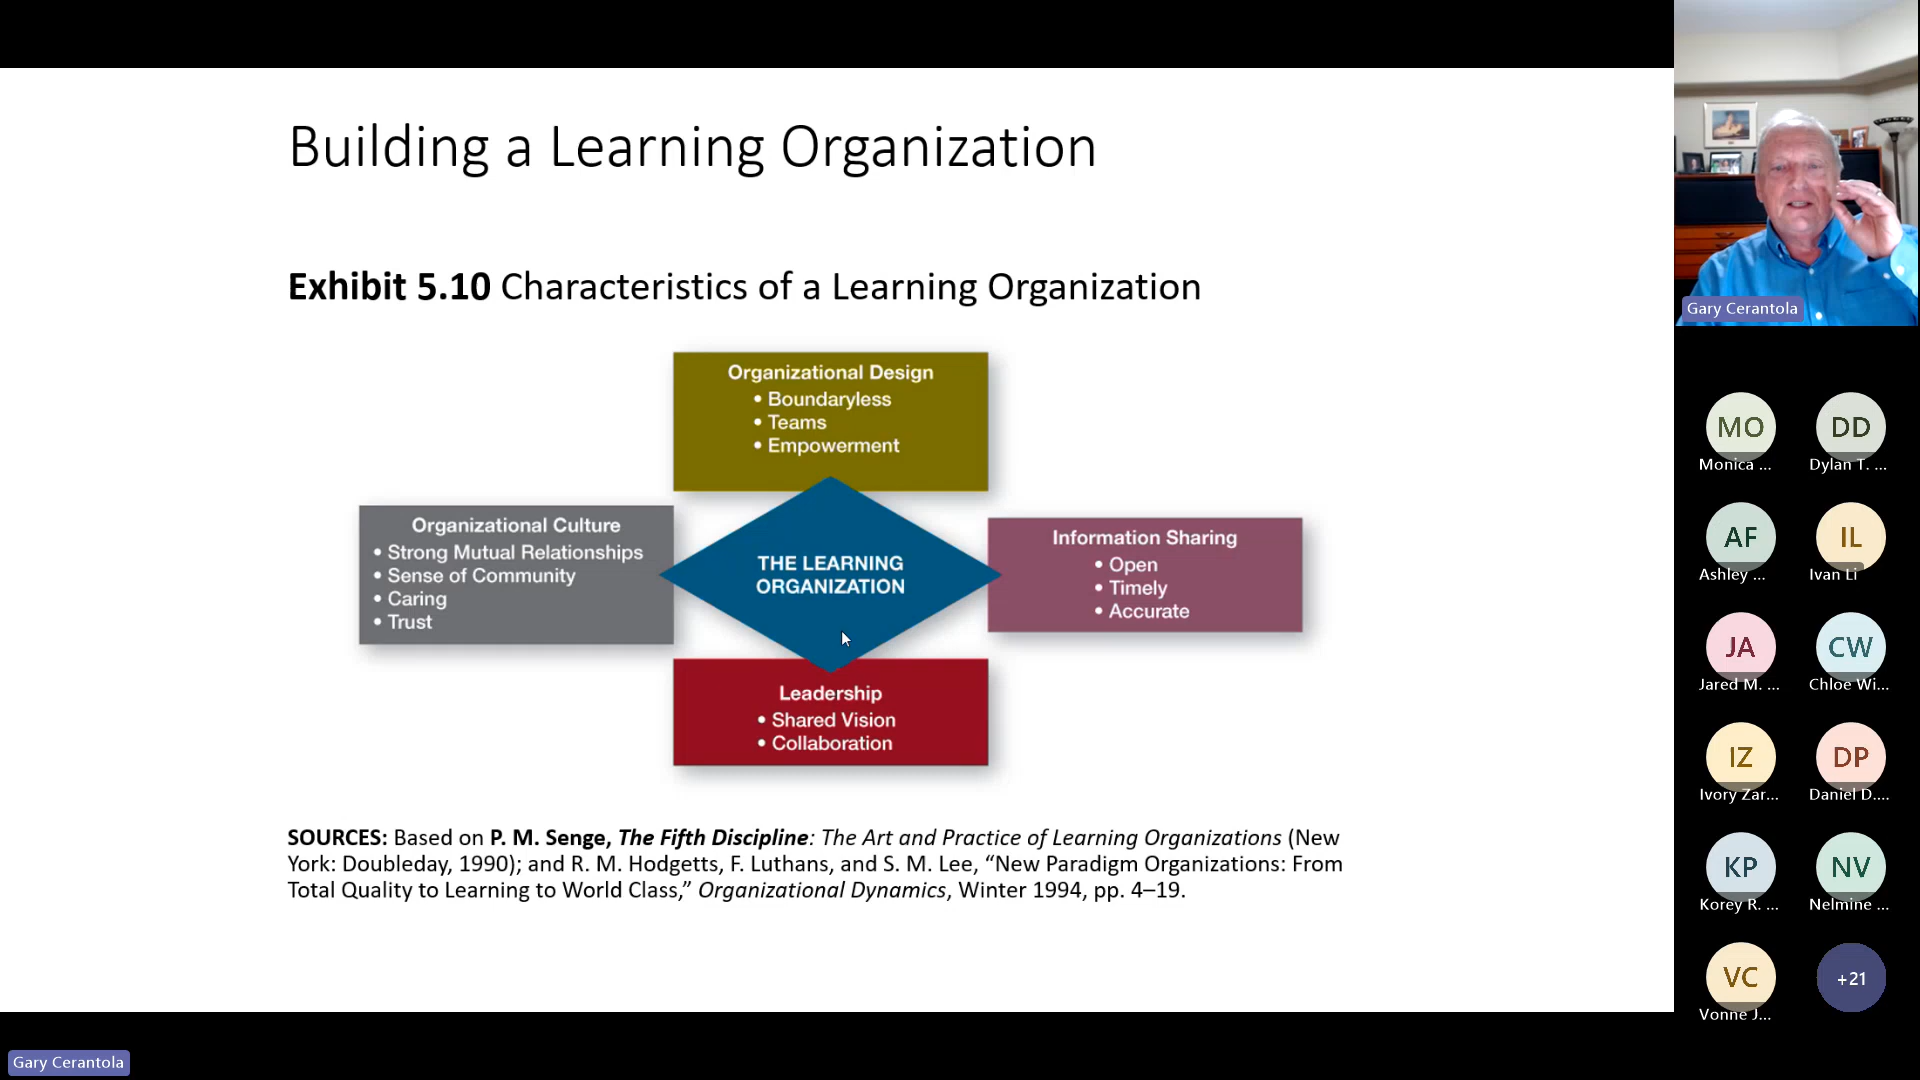 Building a Learning Organization
Exhibit 5.10 Characteristics of a Learning Organization
Organizational Design
• Boundaryless
• Teams
• Empowerment
Organizational Culture
• Strong Mutual Relationships
• Sense of Community
• Caring
• Trust
THE LEARNING
ORGANIZATION
Information Sharing
• Open
• Timely
• Accurate
Leadership
• Shared Vision
• Collaboration
SOURCES: Based on P. M. Senge, The Fifth Discipline: The Art and Practice of Learning Organizations (New
York: Doubleday, 1990); and R. M. Hodgetts, F. Luthans, and S. M. Lee, “New Paradigm Organizations: From
Total Quality to Learning to World Class,” Organizational Dynamics, Winter 1994, pp. 4–19.
Gary Cerantola
MO
DD
Monica ...
Dylan T. ...
AF
IL
Ashley ...
Ivan Li
JA
CW
Jared M. ...
Chloe Wi...
IZ
DP
Ivory Zar...
Daniel D....
KP
NV
Korey R. ...
Nelmine ...
VC
+21
Vonne J...
Gary Cerantola